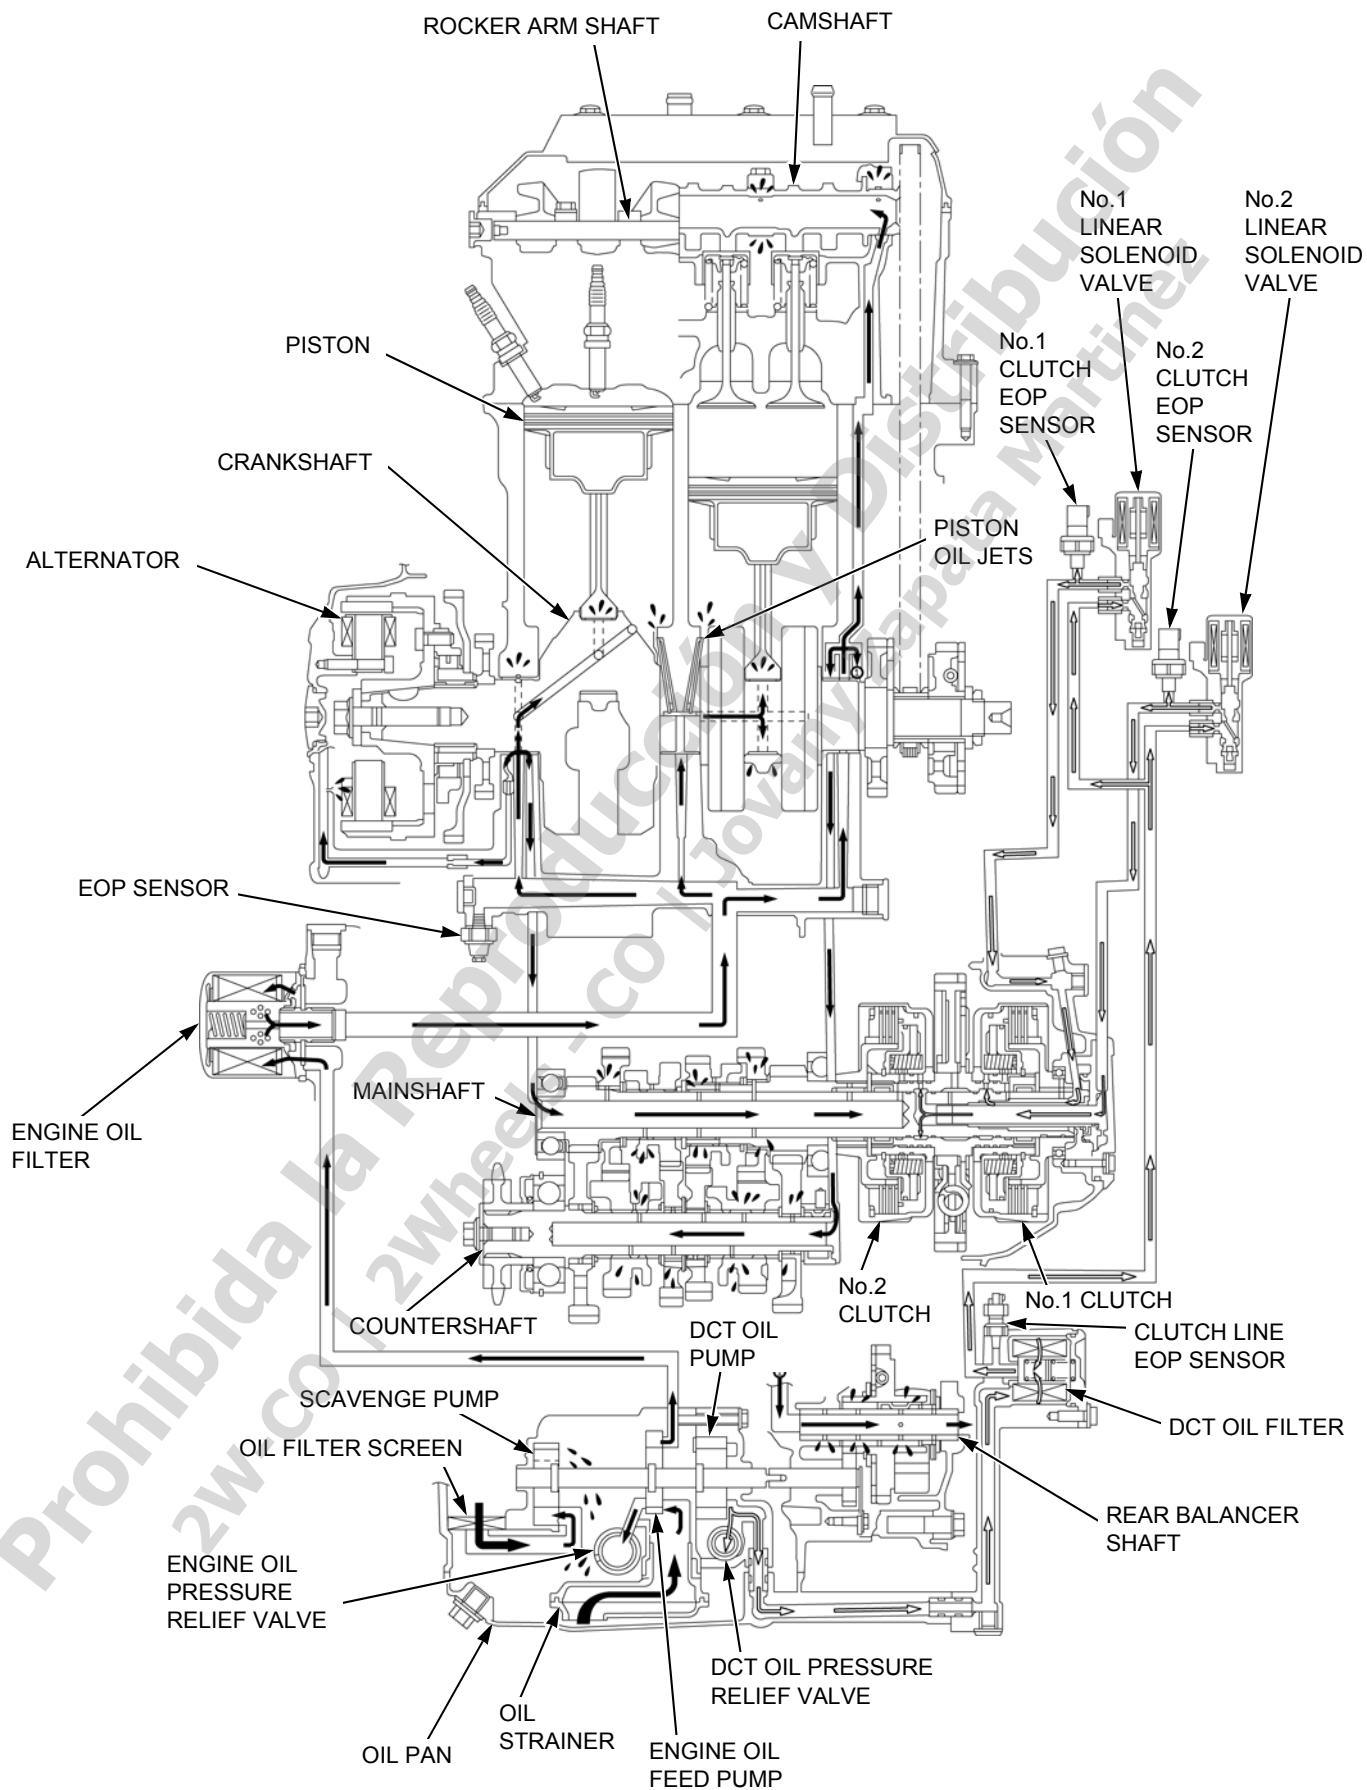 ROCKER ARM SHAFT
CAMSHAFT
No.1
LINEAR
SOLENOID
VALVE
No.2
LINEAR
SOLENOID
VALVE
PISTON
No.1
CLUTCH
EOP
SENSOR
No.2
CLUTCH
EOP
SENSOR
CRANKSHAFT
ALTERNATOR
PISTON
OIL JETS
EOP SENSOR
MAINSHAFT
ENGINE OIL
FILTER
No.2
CLUTCH
No.1 CLUTCH
COUNTERSHAFT
DCT OIL
PUMP
CLUTCH LINE
EOP SENSOR
SCAVENGE PUMP
OIL FILTER SCREEN
DCT OIL FILTER
REAR BALANCER
SHAFT
ENGINE OIL
PRESSURE
RELIEF VALVE
DCT OIL PRESSURE
RELIEF VALVE
OIL
STRAINER
OIL PAN
ENGINE OIL
FEED PUMP
Prohibida la Reproducción y Distribución
2w-co | 2Wheels - CO | Jovany Zapata Martinez